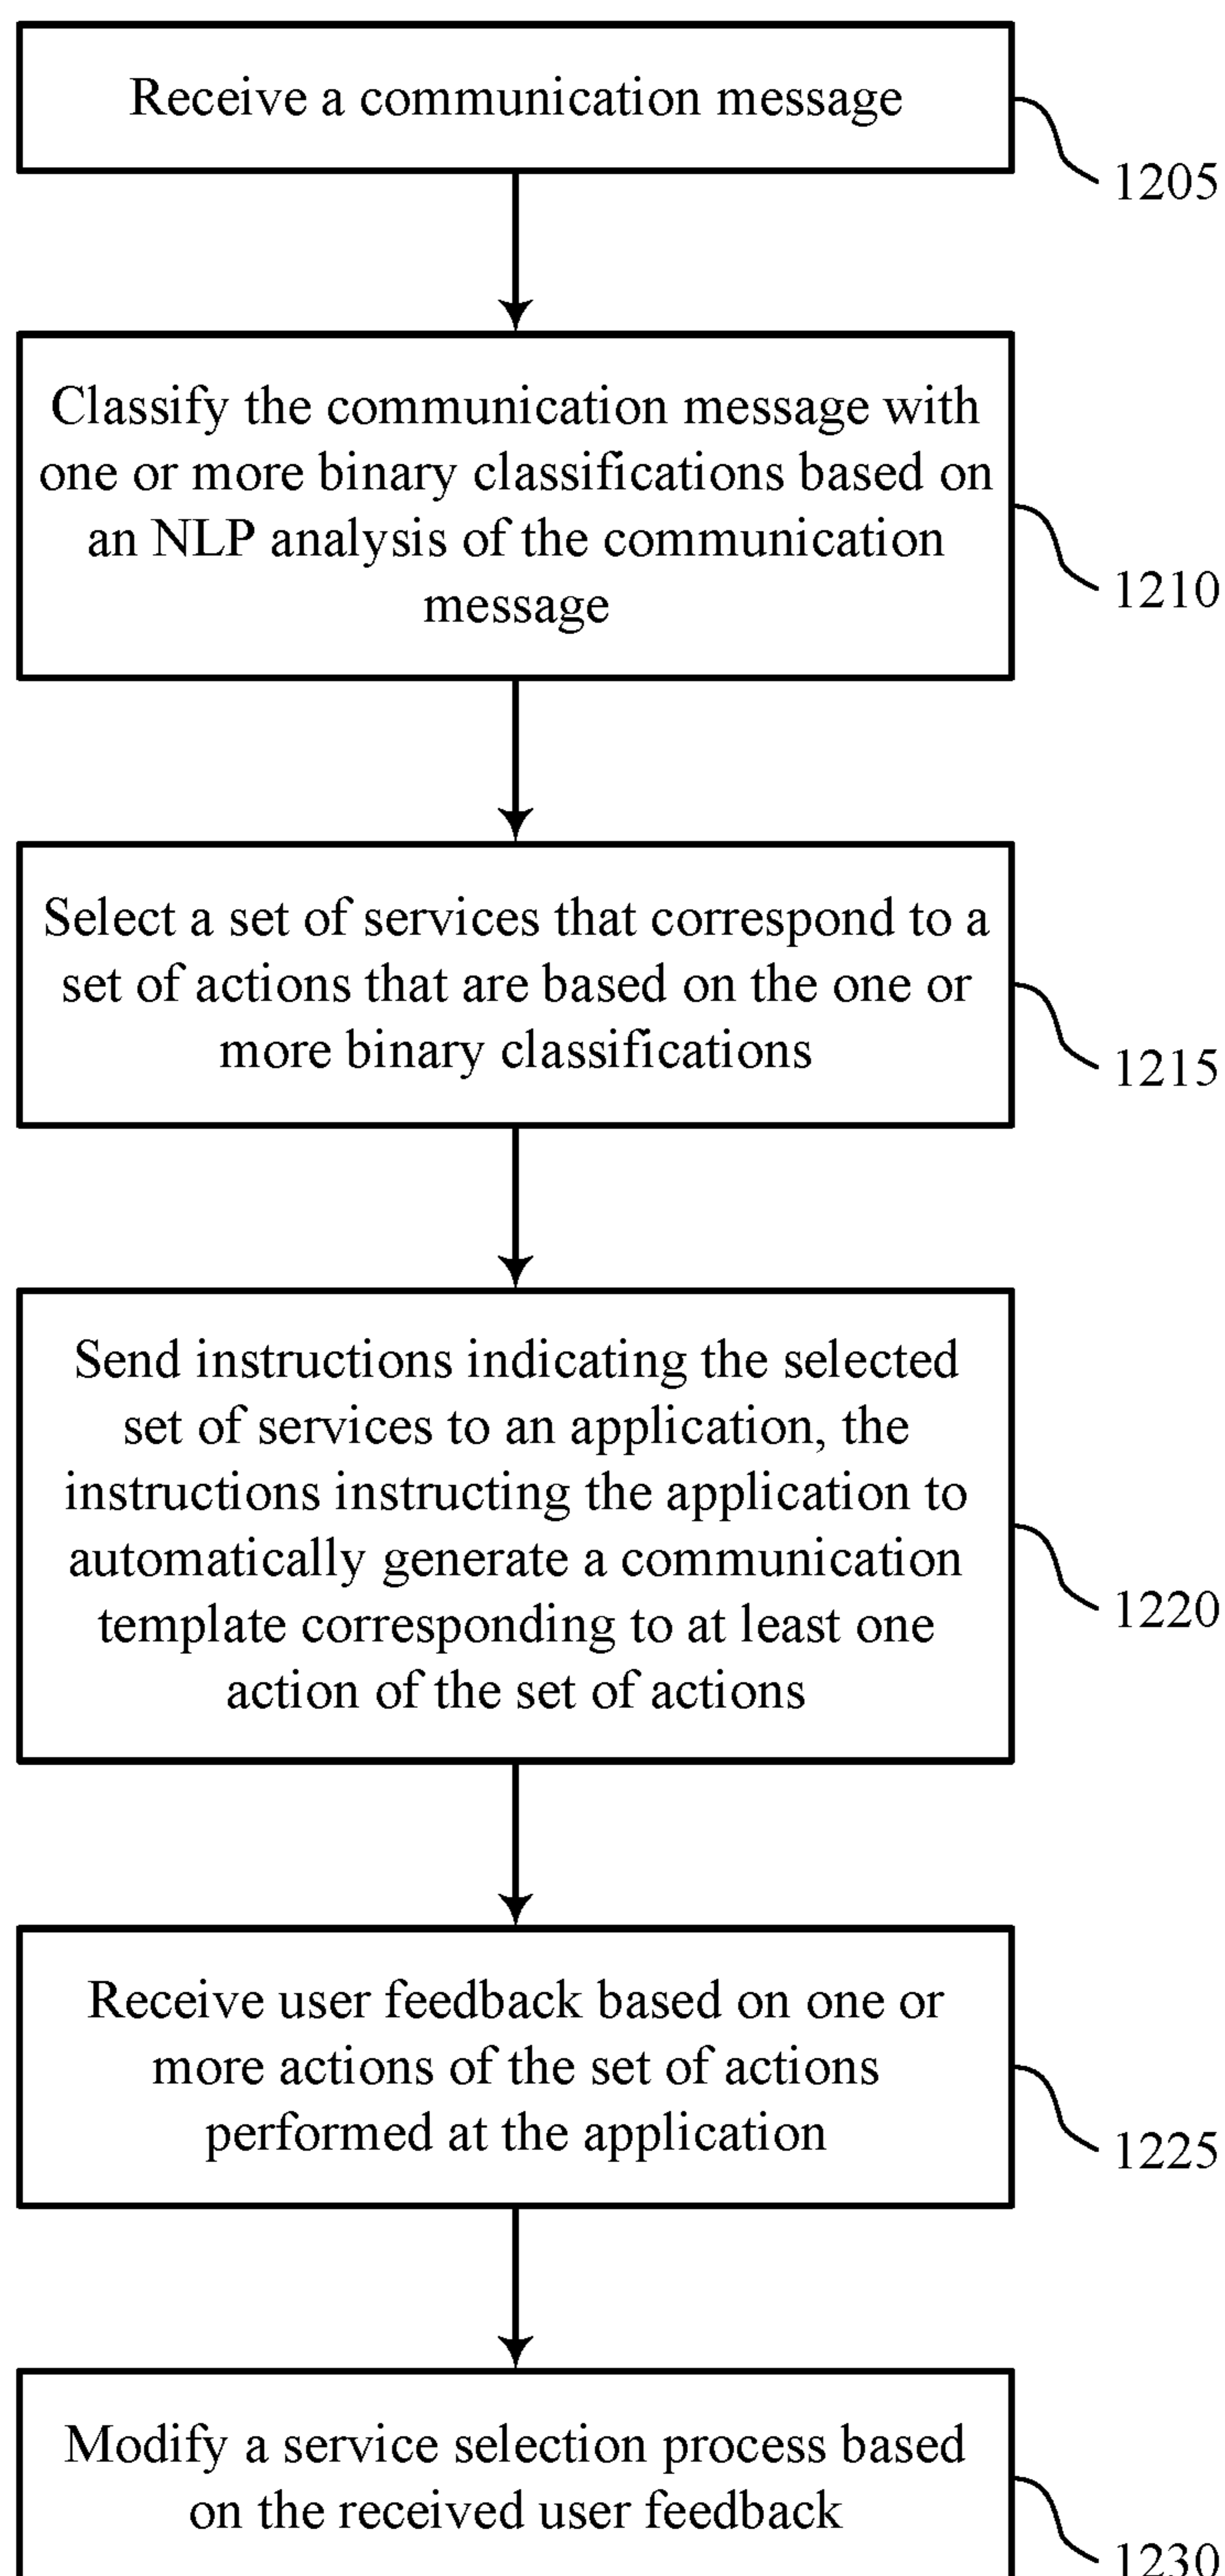 Receive a communication message
1205
Classify the communication message with
one or more binary classifications based on
an NLP analysis of the communication
message
1210
Select a set of services that correspond to a
set of actions that are based on the one or
more binary classifications
1215
Send instructions indicating the selected
set of services to an application, the
instructions instructing the application to
automatically generate a communication
template corresponding to at least one
action of the set of actions
1220
Receive user feedback based on one or
more actions of the set of actions
performed at the application
1225
Modify a service selection process based
on the received user feedback
1230